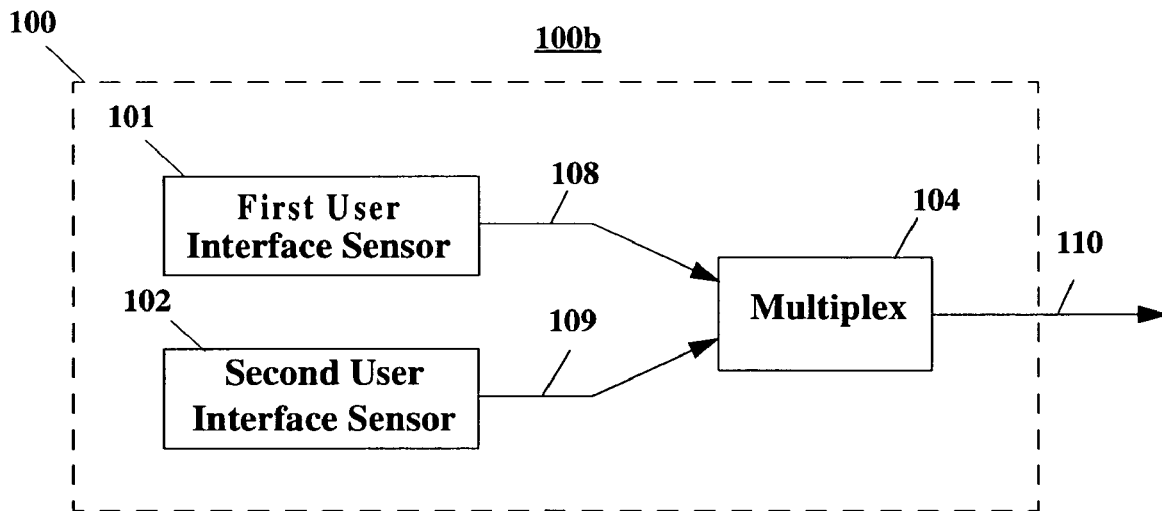 100
100b
101
First User
Interface Sensor
108
104
110
Multiplex
102
109
Second User
Interface Sensor